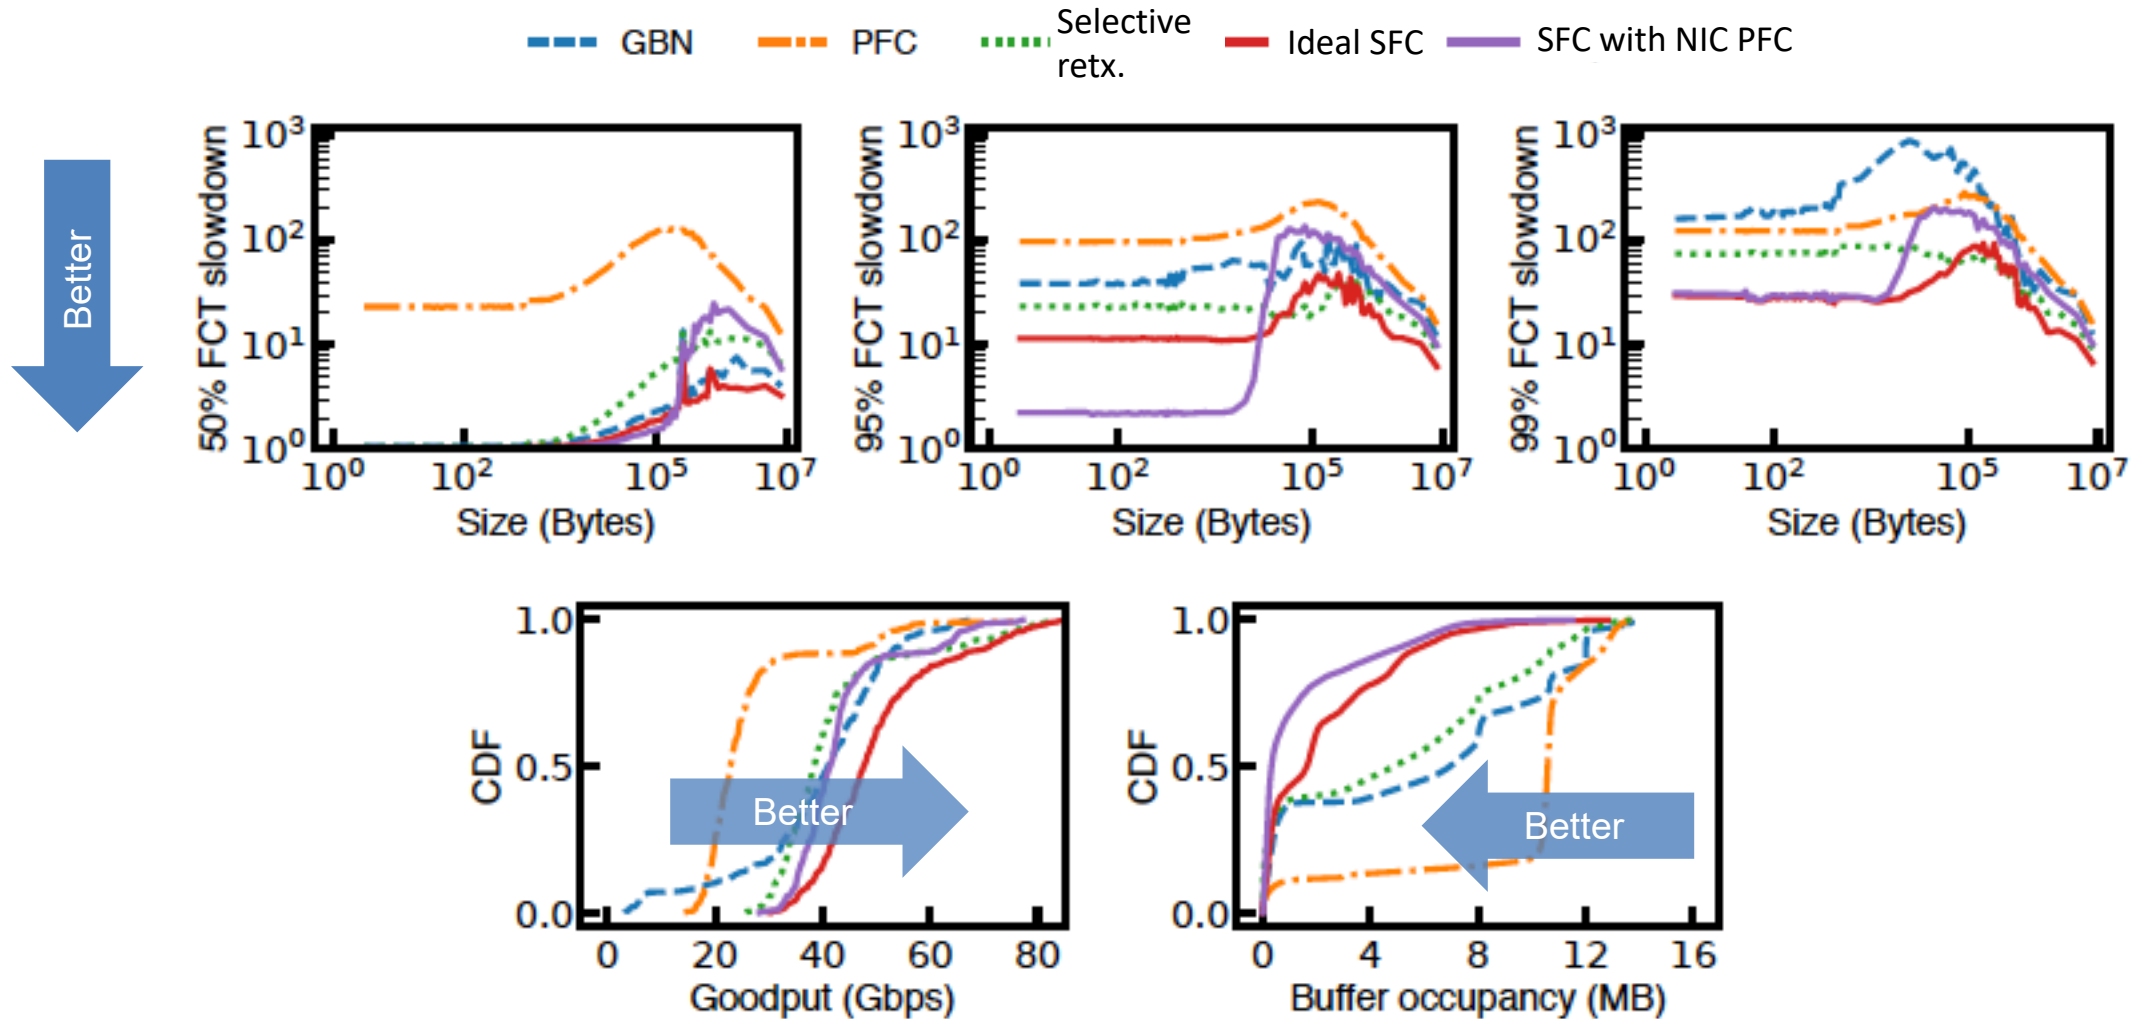 GBN PFC Selective retx. Ideal SFC SFC with NIC PFC
Better
50% FCT slowdown
10³
10²
10¹
10⁰
10⁰ 10² 10⁵ 10⁷
Size (Bytes)
95% FCT slowdown
10³
10²
10¹
10⁰
10⁰ 10² 10⁵ 10⁷
Size (Bytes)
99% FCT slowdown
10³
10²
10¹
10⁰
10⁰ 10² 10⁵ 10⁷
Size (Bytes)
CDF
1.0
0.5
0.0
Better
0 20 40 60 80
Goodput (Gbps)
CDF
1.0
0.5
0.0
Better
0 4 8 12 16
Buffer occupancy (MB)